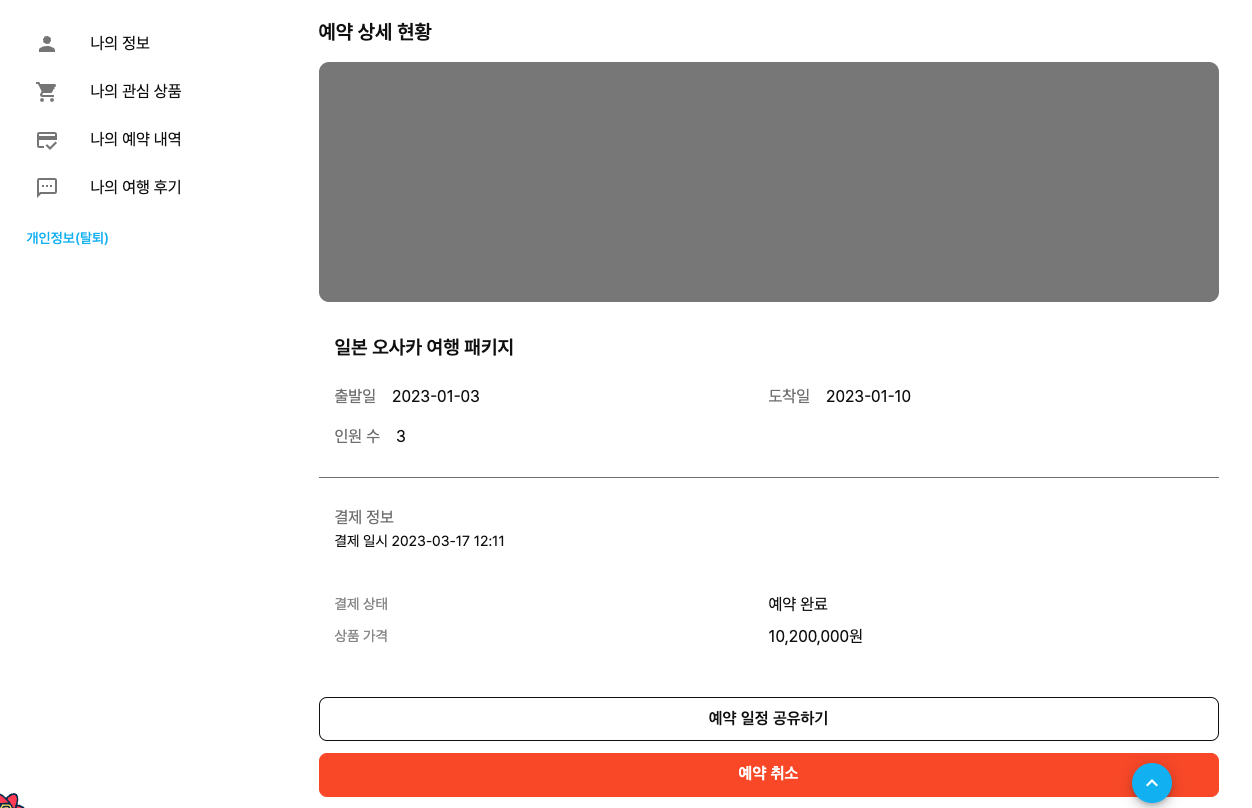 나의 정보
나의 관심 상품
나의 예약 내역
나의 여행 후기
개인정보(탈퇴)
예약 상세 현황
일본 오사카 여행 패키지
출발일 2023-01-03
도착일 2023-01-10
인원 수 3
결제 정보
결제 일시 2023-03-17 12:11
결제 상태 예약 완료
상품 가격 10,200,000원
예약 일정 공유하기
예약 취소